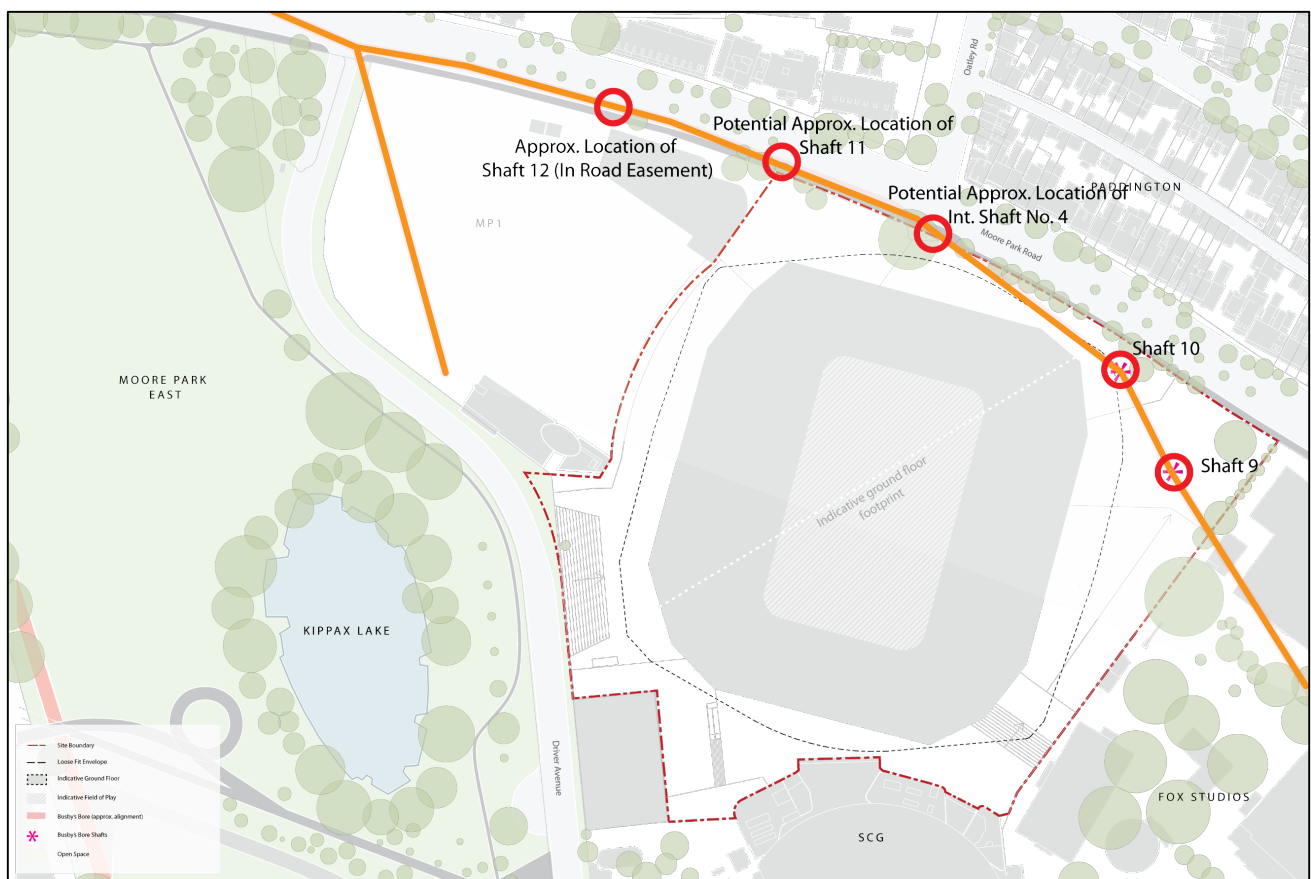 Oatley Rd
Potential Approx. Location of
Shaft 11
Approx. Location of
Shaft 12 (In Road Easement)
PADDINGTON
Potential Approx. Location of
Int. Shaft No. 4
MP1
Moore Park Road
Shaft 10
MOORE PARK
EAST
Shaft 9
Indicative ground floor
footprint
KIPPAX LAKE
Driver Avenue
FOX STUDIOS
SCG
Site Boundary
Loose Fit Envelope
Indicative Ground Floor
Indicative Field of Play
Busby's Bore (approx. alignment)
Busby's Bore Shafts
Open Space